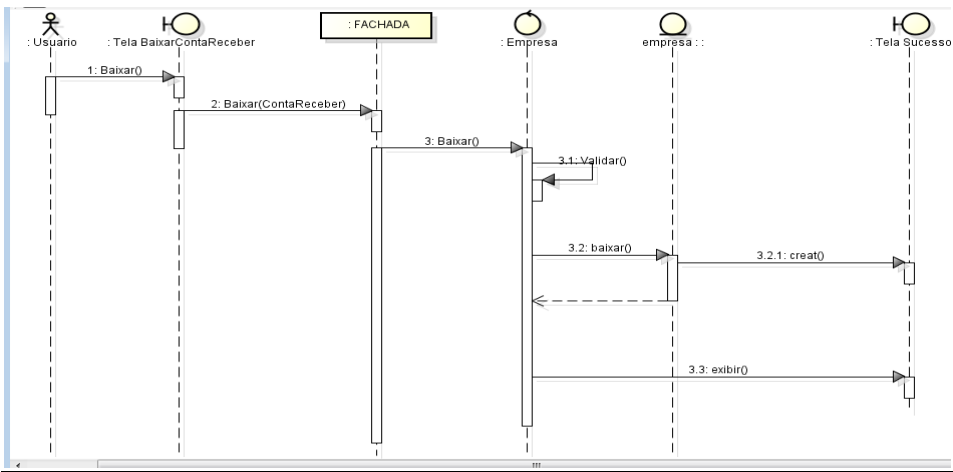 : Usuario
: Tela BaixarContaReceber
: FACHADA
: Empresa
empresa : :
: Tela Sucesso
1: Baixar()
2: Baixar(ContaReceber)
3: Baixar()
3.1: Validar()
3.2: baixar()
3.2.1: creat()
3.3: exibir()